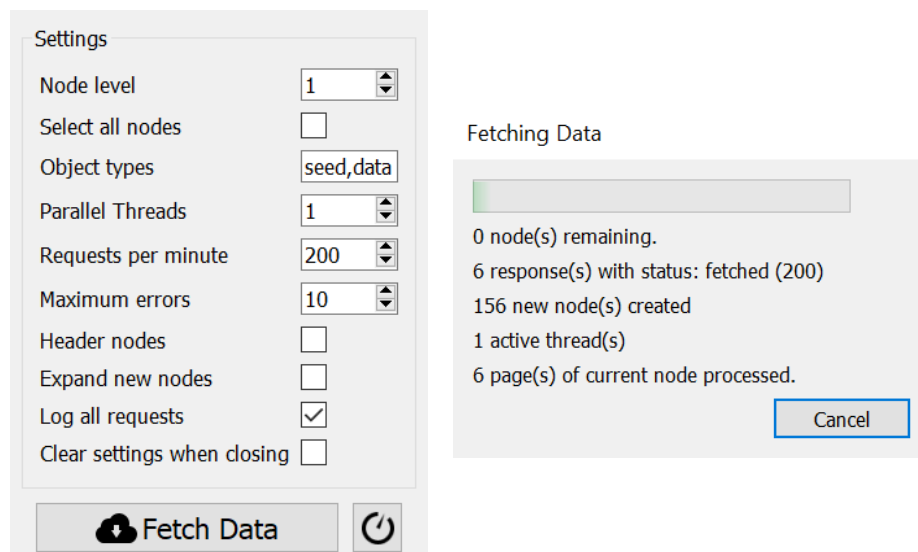 Settings
Node level 1
Select all nodes
Object types seed,data
Parallel Threads 1
Requests per minute 200
Maximum errors 10
Header nodes
Expand new nodes
Log all requests
Clear settings when closing
Fetch Data
Fetching Data
0 node(s) remaining.
6 response(s) with status: fetched (200)
156 new node(s) created
1 active thread(s)
6 page(s) of current node processed.
Cancel